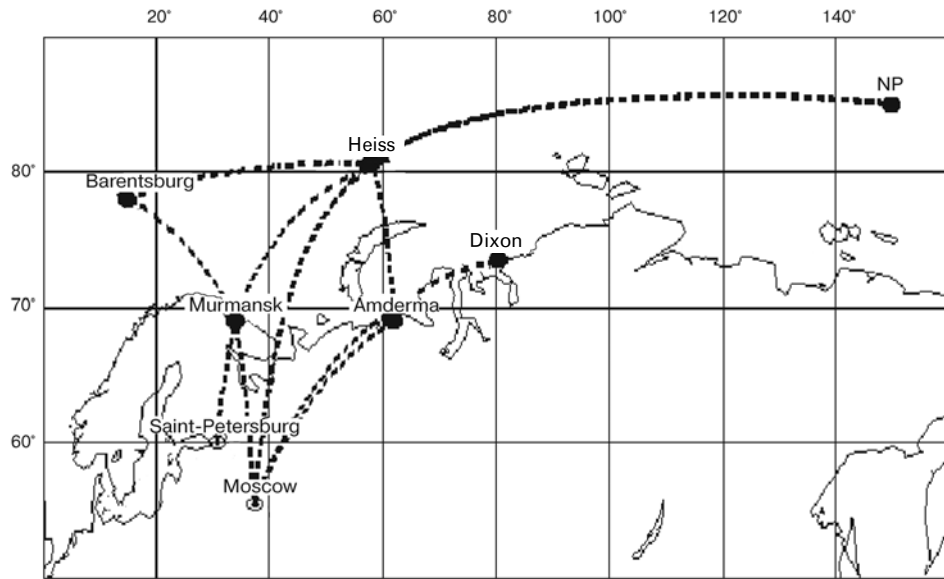 20° 40° 60° 80° 100° 120° 140°
NP
Heiss
80°
Barentsburg
Dixon
70°
Murmansk
Amderma
Saint-Petersburg
60°
Moscow